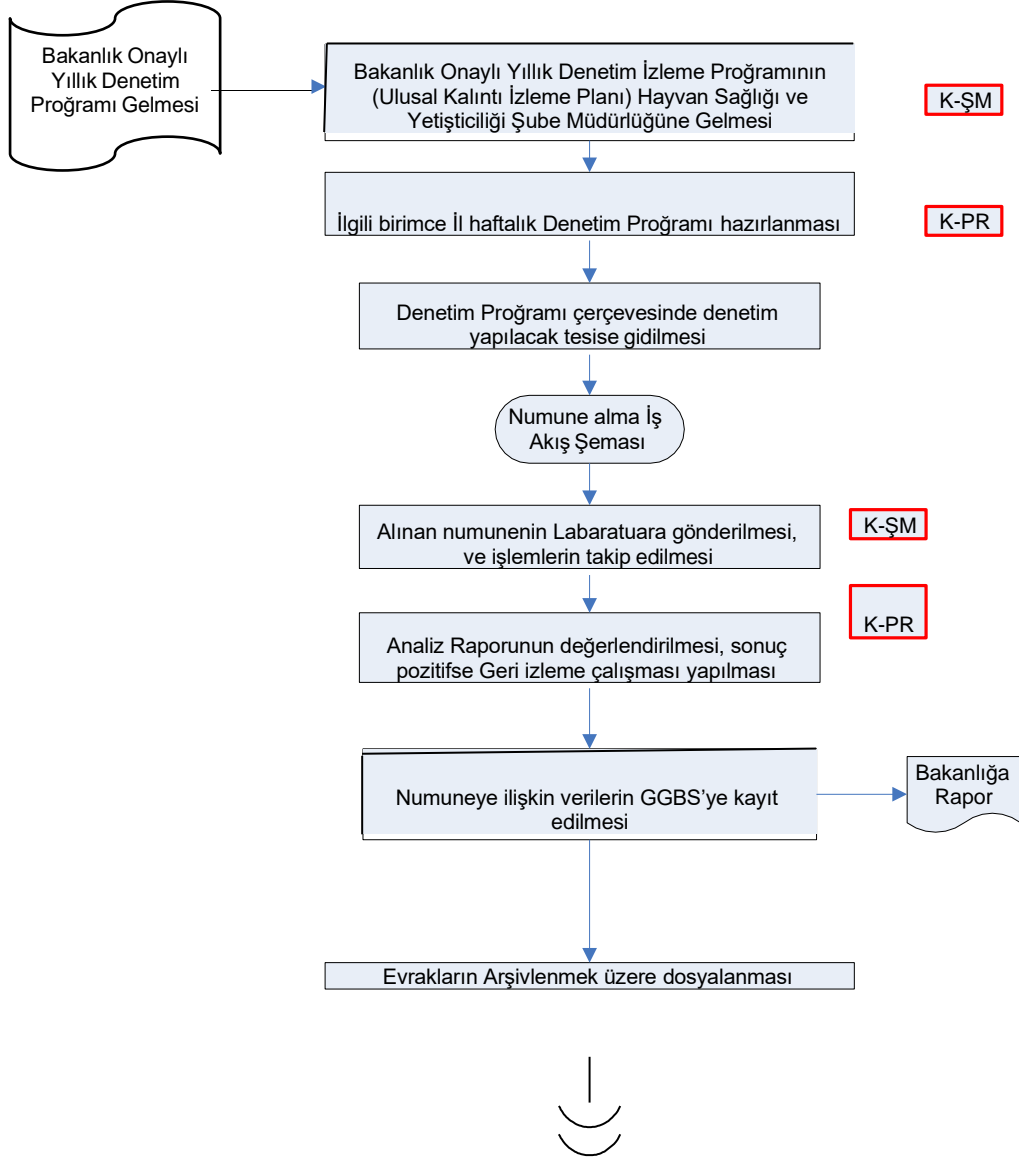 Bakanlık Onaylı
Yıllık Denetim
Proğramı Gelmesi
Bakanlık Onaylı Yıllık Denetim İzleme Proğramının
(Ulusal Kalıntı İzleme Planı) Hayvan Sağlığı ve
Yetişticiliği Şube Müdürlüğüne Gelmesi
K-ŞM
İlgili birimce İl haftalık Denetim Proğramı hazırlanması
K-PR
Denetim Proğramı çerçevesinde denetim
yapılacak tesise gidilmesi
Numune alma İş
Akış Şeması
Alınan numunenin Labaratuara gönderilmesi,
ve işlemlerin takip edilmesi
K-ŞM
K-PR
Analiz Raporunun değerlendirilmesi, sonuç
pozitifse Geri izleme çalışması yapılması
Numuneye ilişkin verilerin GGBS’ye kayıt
edilmesi
Bakanlığa
Rapor
Evrakların Arşivlenmek üzere dosyalanması